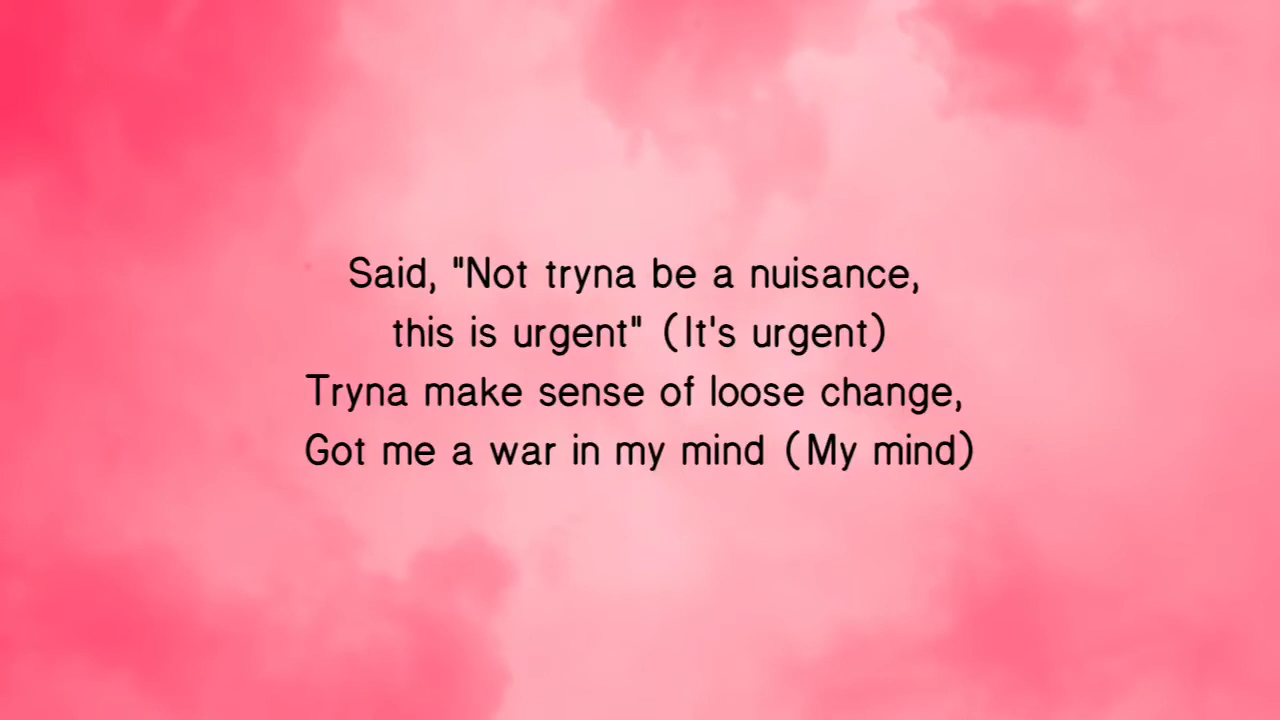 Said, "Not tryna be a nuisance,
this is urgent" (It's urgent)
Tryna make sense of loose change,
Got me a war in my mind (My mind)